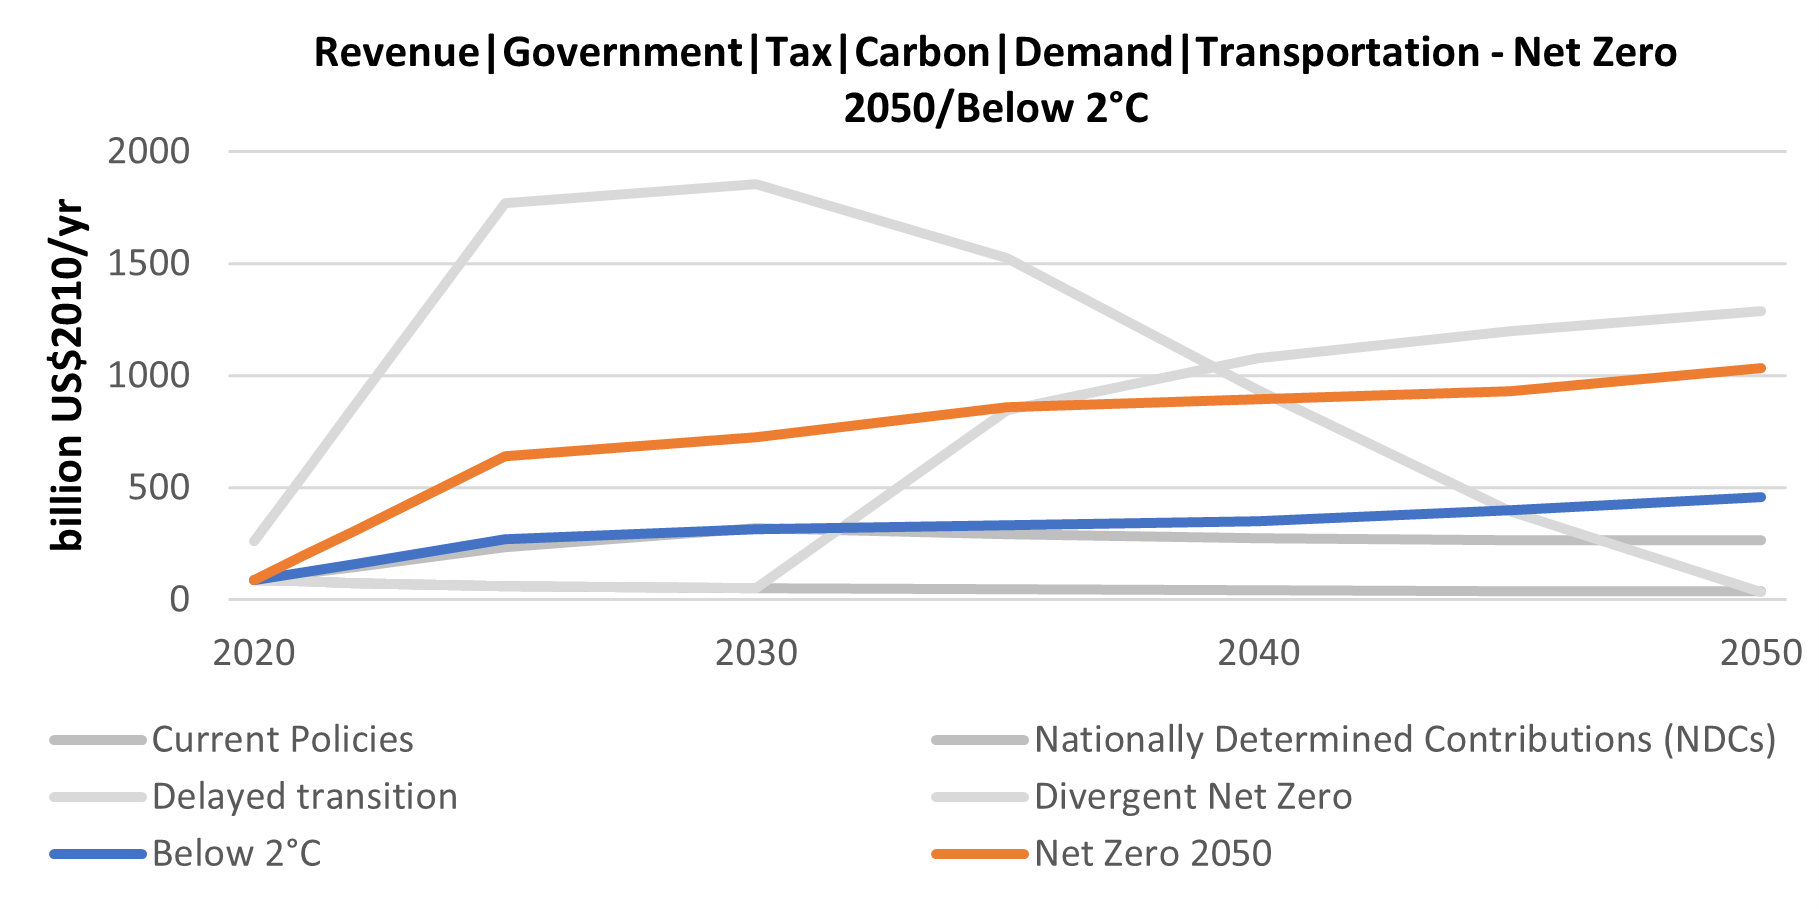 Revenue|Government|Tax|Carbon|Demand|Transportation - Net Zero
2050/Below 2°C
billion US$2010/yr
2000
1500
1000
500
0
2020 2030 2040 2050
Current Policies Nationally Determined Contributions (NDCs)
Delayed transition Divergent Net Zero
Below 2°C Net Zero 2050